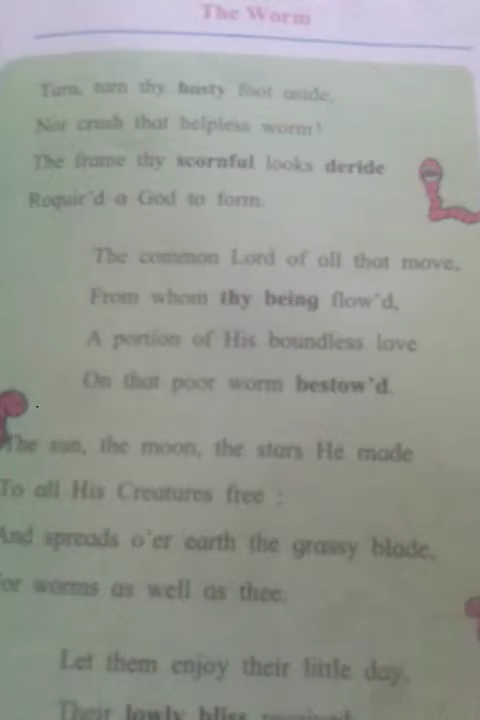 The Worm
Turn, turn thy hasty foot aside,
Nor crush that helpless worm!
The frame thy scornful looks deride
Requir'd a God to form.
The common Lord of all that move,
From whom thy being flow'd,
A portion of His boundless love
On that poor worm bestow'd.
The sun, the moon, the stars He made
To all His Creatures free :
And spreads o'er earth the grassy blade,
For worms as well as thee.
Let them enjoy their little day,
Their lowly bliss